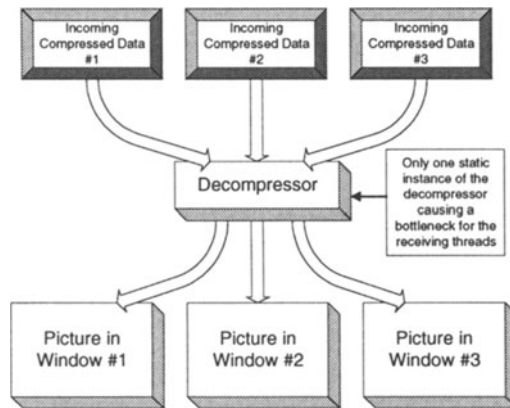 Incoming
Compressed Data
#1
Incoming
Compressed Data
#2
Incoming
Compressed Data
#3
Decompressor
Only one static
instance of the
decompressor
causing a
bottleneck for the
receiving threads
Picture in
Window #1
Picture in
Window #2
Picture in
Window #3